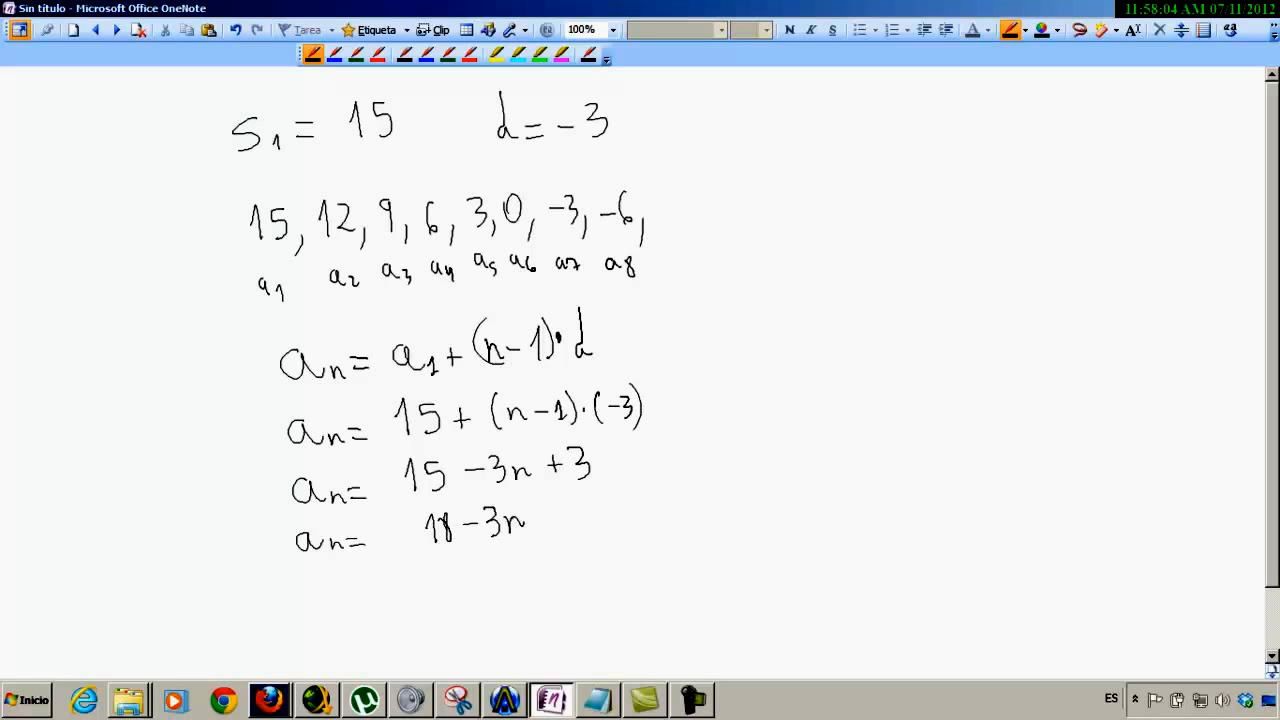 Sin título - Microsoft Office OneNote
11:58:04 AM 07/11/2012
Tarea Etiqueta Clip 100% N K S A
S1 = 15 d = -3
15, 12, 9, 6, 3, 0, -3, -6,
a1 a2 a3 a4 a5 a6 a7 a8
an = a1 + (n-1)·d
an = 15 + (n-1)·(-3)
an = 15 -3n +3
an = 18 -3n
Inicio ES